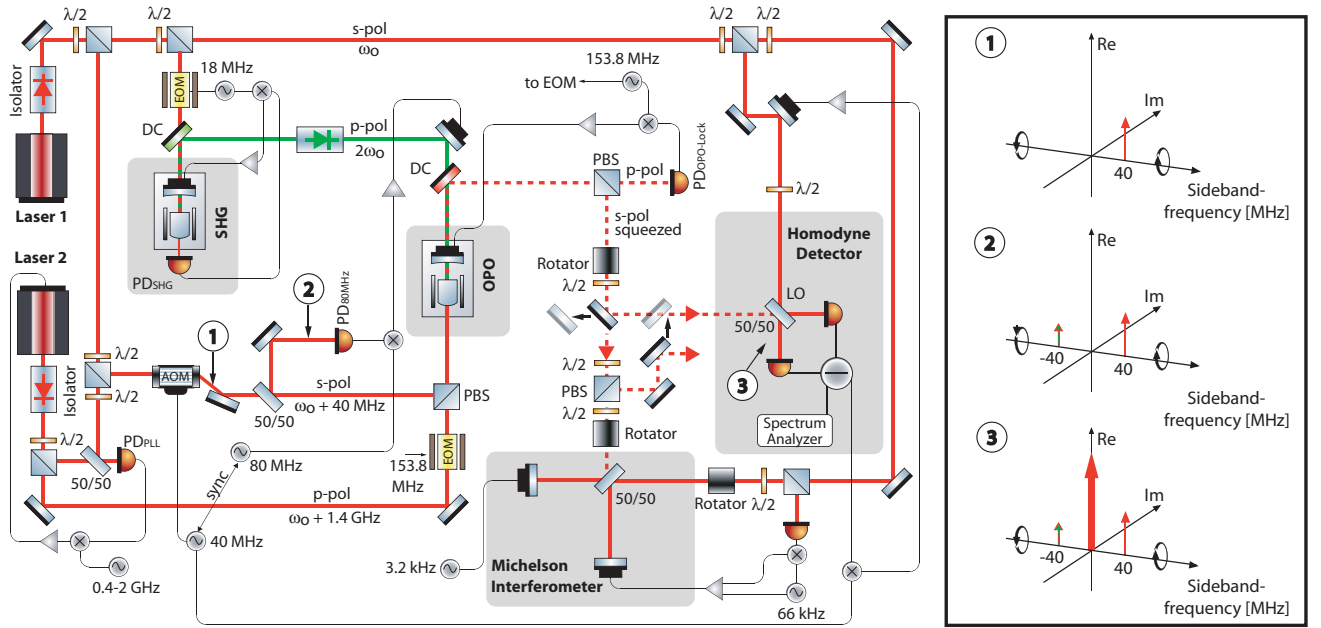 λ/2
λ/2
s-pol
ω₀
λ/2
λ/2
Isolator
EOM
18 MHz
153.8 MHz
to EOM
DC
p-pol
2ω₀
DC
PBS
p-pol
PD_OPO-Lock
λ/2
Laser 1
SHG
s-pol
squeezed
Homodyne
Detector
Laser 2
PD_SHG
OPO
Rotator
λ/2
LO
50/50
2
PD_80MHz
1
λ/2
AOM
s-pol
ω₀ + 40 MHz
PBS
λ/2
PBS
λ/2
3
Isolator
λ/2
50/50
Spectrum
Analyzer
λ/2
PD_PLL
50/50
80 MHz
sync
153.8
MHz
EOM
Rotator
50/50
Rotator
λ/2
p-pol
ω₀ + 1.4 GHz
40 MHz
0.4-2 GHz
3.2 kHz
Michelson
Interferometer
66 kHz
1
Re
Im
40
Sideband-
frequency [MHz]
2
Re
Im
-40
40
Sideband-
frequency [MHz]
3
Re
Im
-40
40
Sideband-
frequency [MHz]